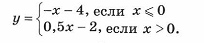 y = { −x − 4, если x ⩽ 0
0,5x − 2, если x > 0.